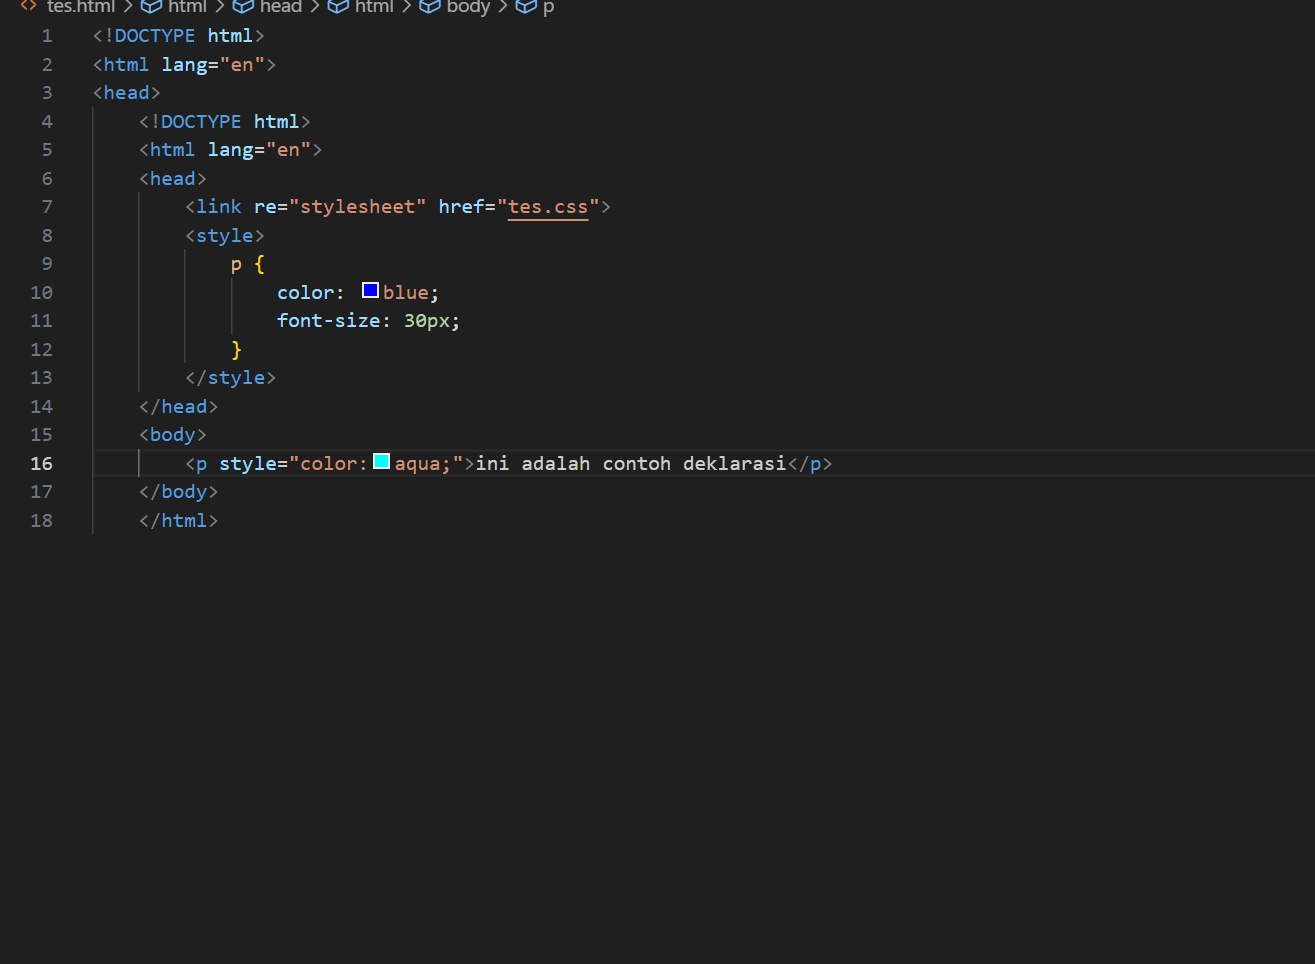 tes.html > html > head > html > body > p
1 <!DOCTYPE html>
2 <html lang="en">
3 <head>
4 <!DOCTYPE html>
5 <html lang="en">
6 <head>
7 <link re="stylesheet" href="tes.css">
8 <style>
9 p {
10 color: blue;
11 font-size: 30px;
12 }
13 </style>
14 </head>
15 <body>
16 <p style="color:aqua;">ini adalah contoh deklarasi</p>
17 </body>
18 </html>